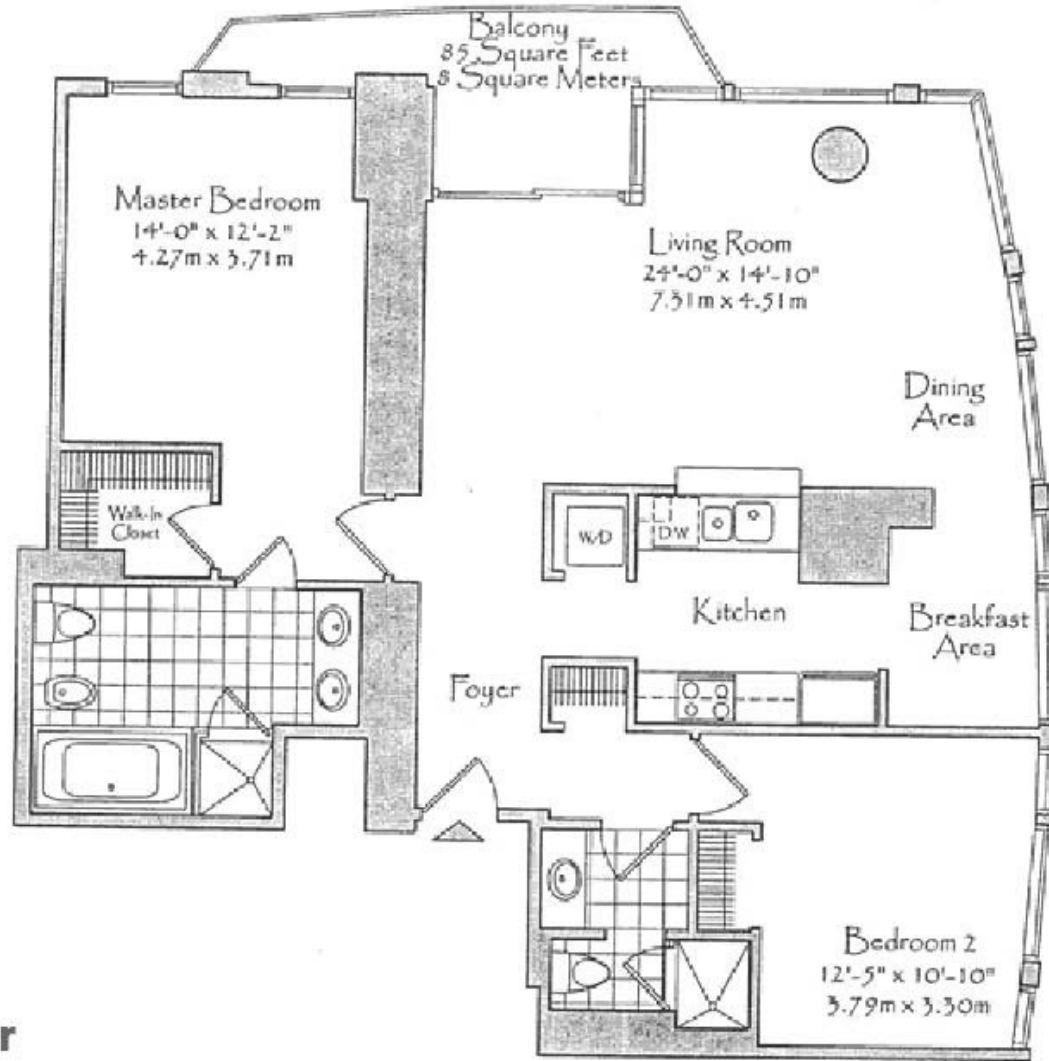 Balcony
85 Square Feet
8 Square Meters
Master Bedroom
14'-0" x 12'-2"
4.27m x 3.71m
Living Room
24'-0" x 14'-10"
7.31m x 4.51m
Dining
Area
Walk-in
Closet
W/D
D.W.
Kitchen
Breakfast
Area
Foyer
Bedroom 2
12'-5" x 10'-10"
3.79m x 3.30m
r